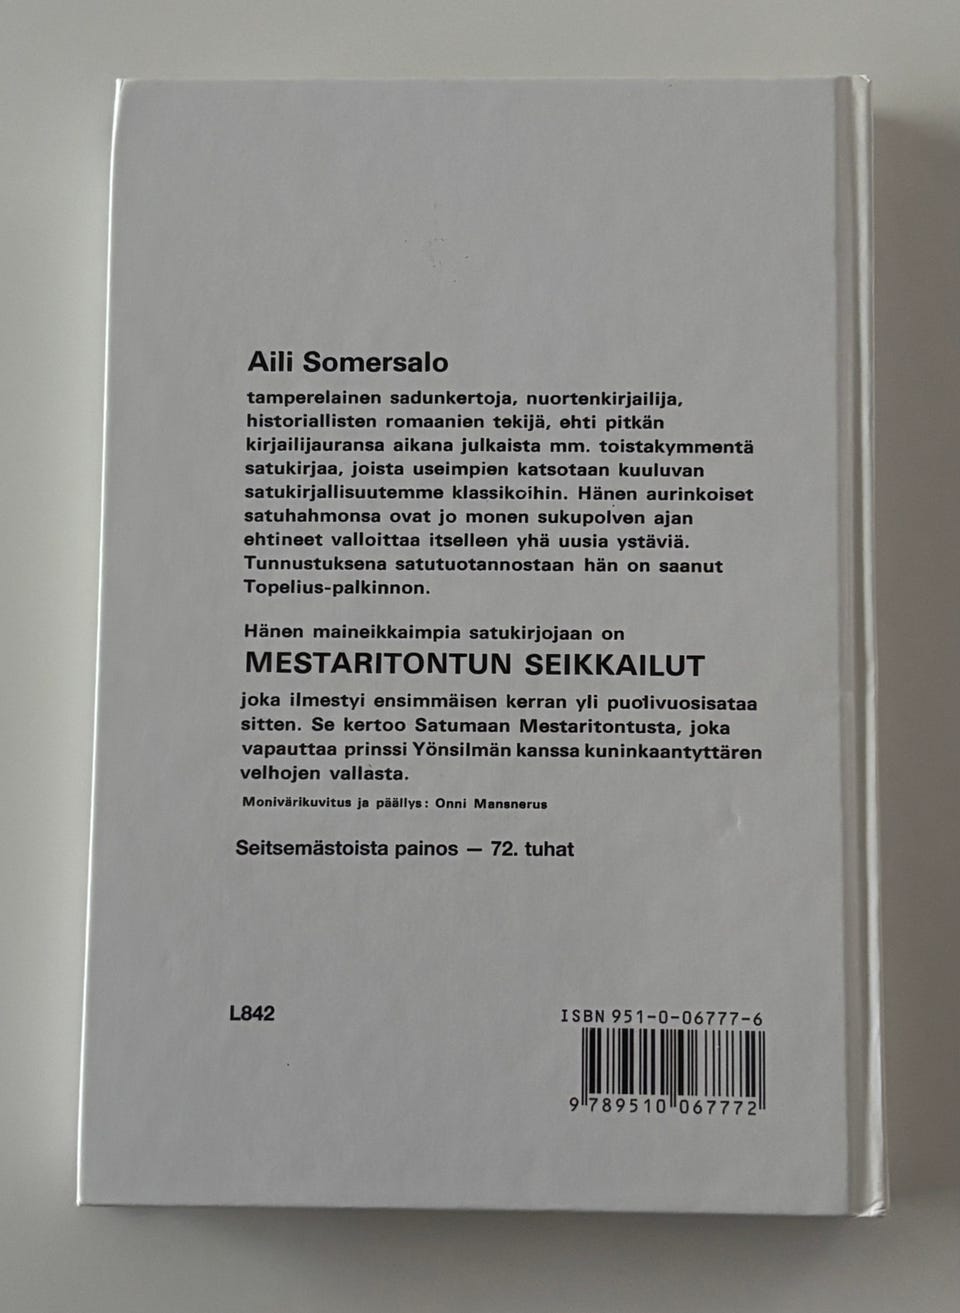 Aili Somersalo
tamperelainen sadunkertoja, nuortenkirjailija,
historiallisten romaanien tekijä, ehti pitkän
kirjailijauransa aikana julkaista mm. toistakymmentä
satukirjaa, joista useimpien katsotaan kuuluvan
satukirjallisuutemme klassikoihin. Hänen aurinkoiset
satuhahmonsa ovat jo monen sukupolven ajan
ehtineet valloittaa itselleen yhä uusia ystäviä.
Tunnustuksena satutuotannostaan hän on saanut
Topelius-palkinnon.
Hänen maineikkaimpia satukirjojaan on
MESTARITONTUN SEIKKAILUT
joka ilmestyi ensimmäisen kerran yli puolivuosisataa
sitten. Se kertoo Satumaan Mestaritontusta, joka
vapauttaa prinssi Yönsilmän kanssa kuninkaantyttären
velhojen vallasta.
Monivärikuvitus ja päällys: Onni Mansnerus
Seitsemästoista painos — 72. tuhat
L842
ISBN 951-0-06777-6
9 789510 067772